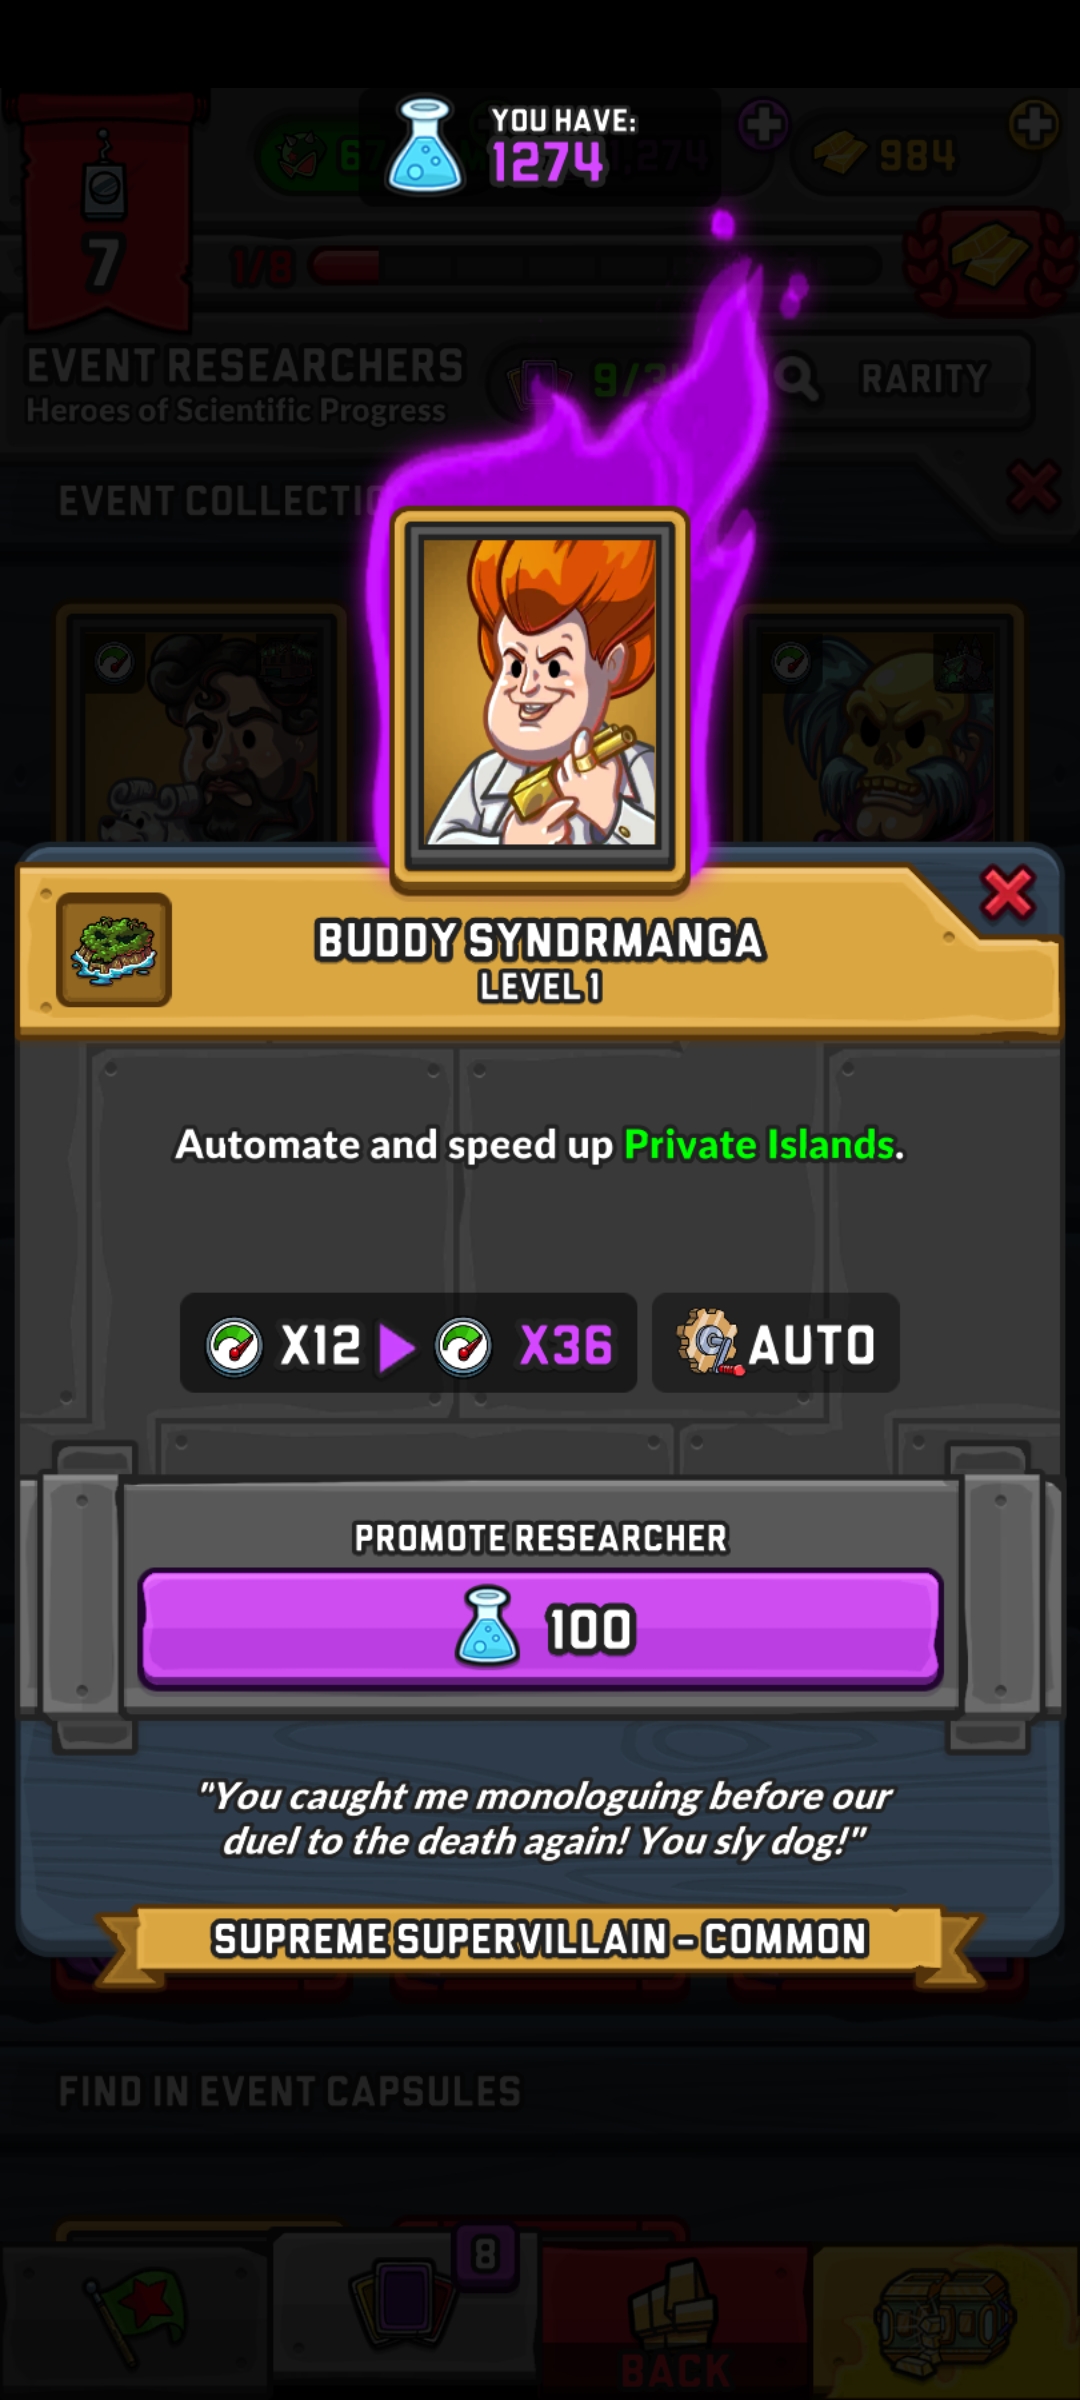 YOU HAVE:
1274
984
7
1/8
EVENT RESEARCHERS
Heroes of Scientific Progress
RARITY
BUDDY SYNDRMANGA
LEVEL 1
Automate and speed up Private Islands.
X12 X36 AUTO
PROMOTE RESEARCHER
100
"You caught me monologuing before our
duel to the death again! You sly dog!"
SUPREME SUPERVILLAIN - COMMON
FIND IN EVENT CAPSULES
8
BACK